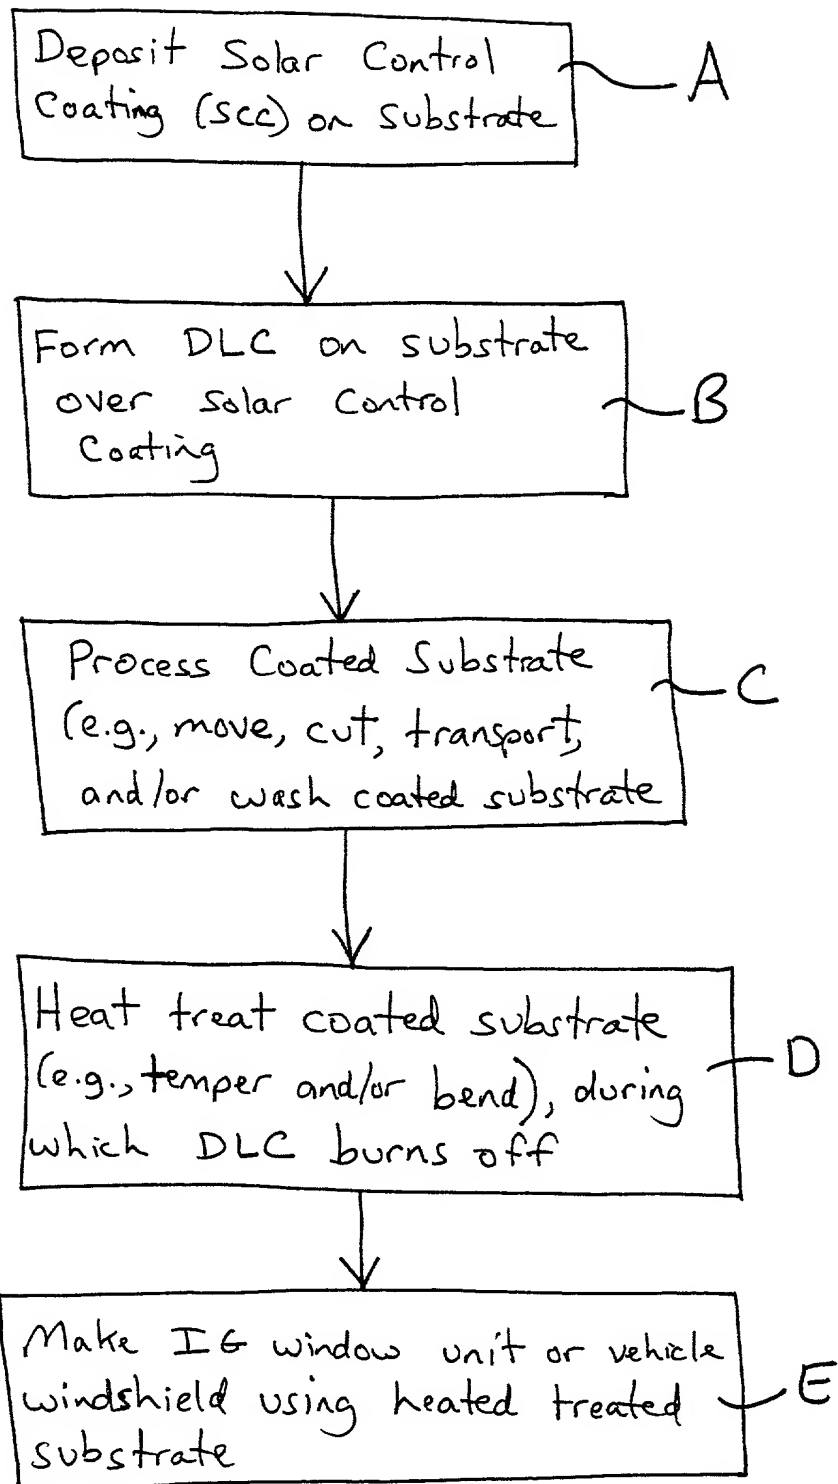 Deposit Solar Control
Coating (SCC) on substrate
A
Form DLC on substrate
over Solar Control
Coating
B
Process Coated Substrate
(e.g., move, cut, transport,
and/or wash coated substrate
C
Heat treat coated substrate
(e.g., temper and/or bend), during
which DLC burns off
D
Make IG window unit or vehicle
windshield using heated treated
substrate
E